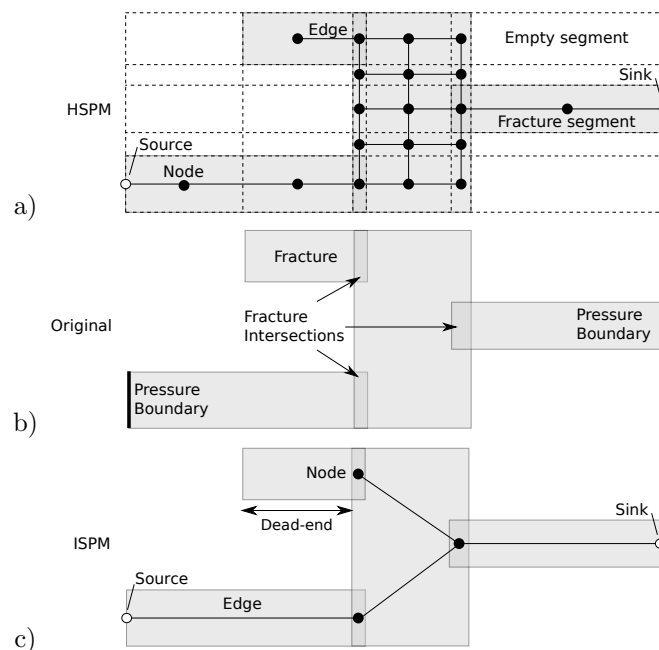 Edge
Empty segment
Sink
HSPM
Fracture segment
Source
Node
a)
Fracture
Original
Fracture
Intersections
Pressure
Boundary
Pressure
Boundary
b)
Node
Dead-end
Sink
ISPM
Source
Edge
c)